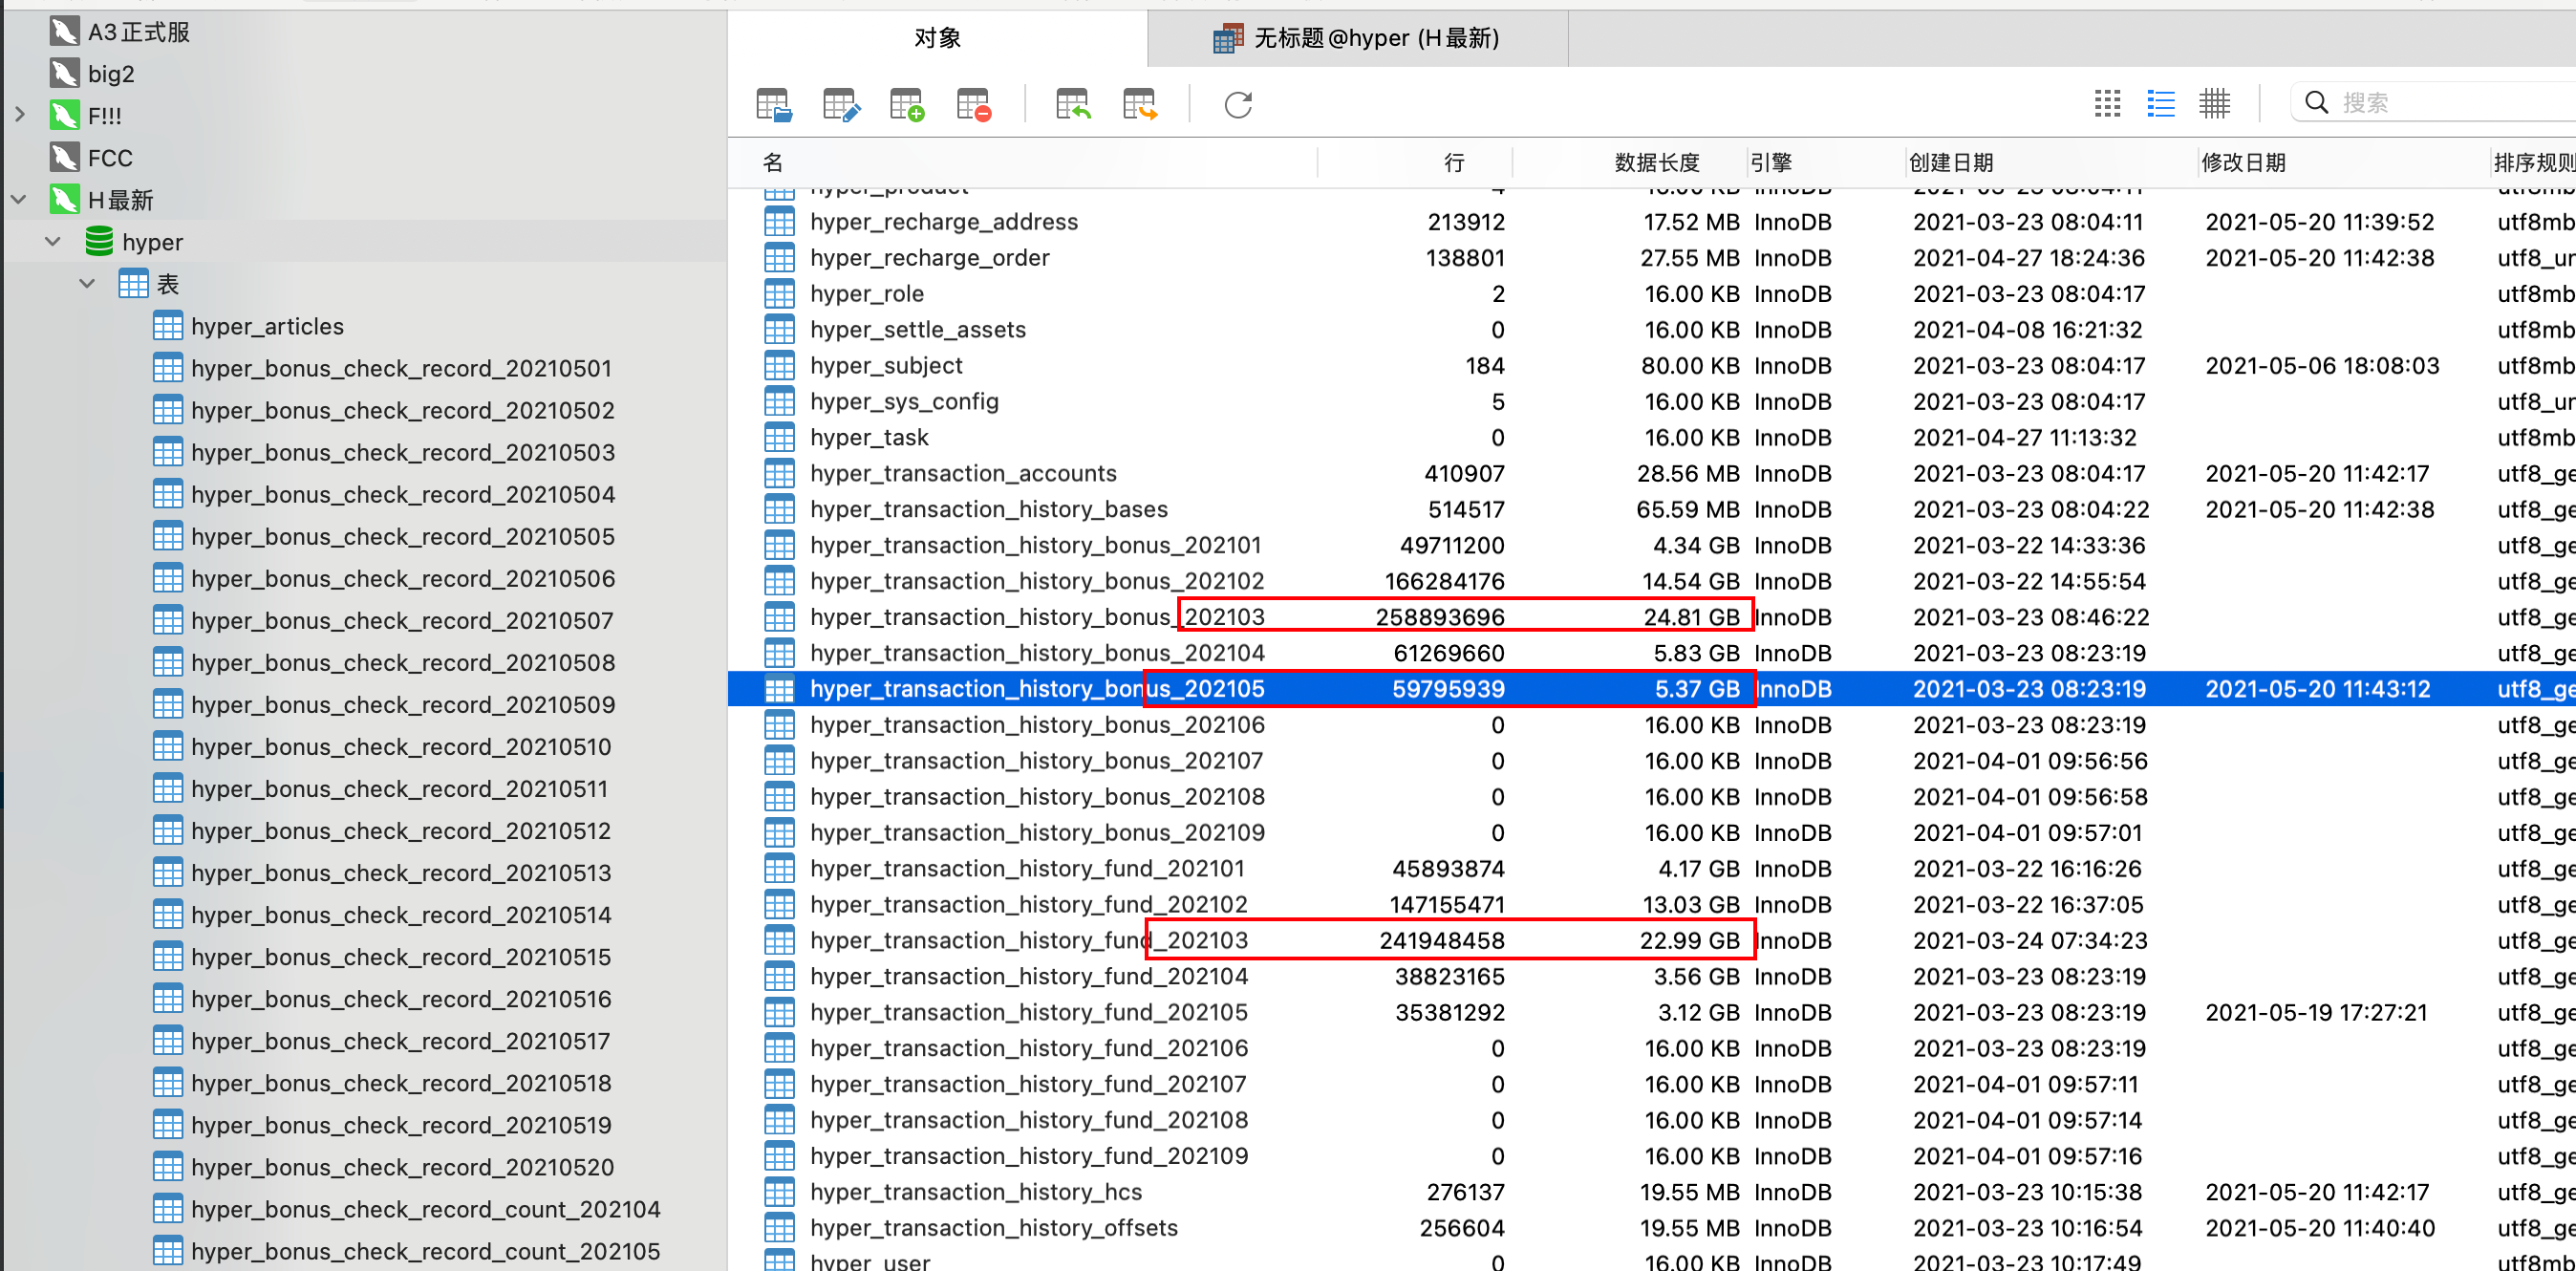 A3正式服
big2
F!!!
FCC
H最新
hyper
表
hyper_articles
hyper_bonus_check_record_20210501
hyper_bonus_check_record_20210502
hyper_bonus_check_record_20210503
hyper_bonus_check_record_20210504
hyper_bonus_check_record_20210505
hyper_bonus_check_record_20210506
hyper_bonus_check_record_20210507
hyper_bonus_check_record_20210508
hyper_bonus_check_record_20210509
hyper_bonus_check_record_20210510
hyper_bonus_check_record_20210511
hyper_bonus_check_record_20210512
hyper_bonus_check_record_20210513
hyper_bonus_check_record_20210514
hyper_bonus_check_record_20210515
hyper_bonus_check_record_20210516
hyper_bonus_check_record_20210517
hyper_bonus_check_record_20210518
hyper_bonus_check_record_20210519
hyper_bonus_check_record_20210520
hyper_bonus_check_record_count_202104
hyper_bonus_check_record_count_202105
对象 无标题@hyper (H最新)
搜索
名 行 数据长度 引擎 创建日期 修改日期 排序规则
hyper_product 4 16.00 KB InnoDB 2021-03-23 08:04:11
hyper_recharge_address 213912 17.52 MB InnoDB 2021-03-23 08:04:11 2021-05-20 11:39:52 utf8mb
hyper_recharge_order 138801 27.55 MB InnoDB 2021-04-27 18:24:36 2021-05-20 11:42:38 utf8_un
hyper_role 2 16.00 KB InnoDB 2021-03-23 08:04:17 utf8mb
hyper_settle_assets 0 16.00 KB InnoDB 2021-04-08 16:21:32 utf8mb
hyper_subject 184 80.00 KB InnoDB 2021-03-23 08:04:17 2021-05-06 18:08:03 utf8mb
hyper_sys_config 5 16.00 KB InnoDB 2021-03-23 08:04:17 utf8_un
hyper_task 0 16.00 KB InnoDB 2021-04-27 11:13:32 utf8mb
hyper_transaction_accounts 410907 28.56 MB InnoDB 2021-03-23 08:04:17 2021-05-20 11:42:17 utf8_ge
hyper_transaction_history_bases 514517 65.59 MB InnoDB 2021-03-23 08:04:22 2021-05-20 11:42:38 utf8_ge
hyper_transaction_history_bonus_202101 49711200 4.34 GB InnoDB 2021-03-22 14:33:36 utf8_ge
hyper_transaction_history_bonus_202102 166284176 14.54 GB InnoDB 2021-03-22 14:55:54 utf8_ge
hyper_transaction_history_bonus_202103 258893696 24.81 GB InnoDB 2021-03-23 08:46:22 utf8_ge
hyper_transaction_history_bonus_202104 61269660 5.83 GB InnoDB 2021-03-23 08:23:19 utf8_ge
hyper_transaction_history_bonus_202105 59795939 5.37 GB InnoDB 2021-03-23 08:23:19 2021-05-20 11:43:12 utf8_ge
hyper_transaction_history_bonus_202106 0 16.00 KB InnoDB 2021-03-23 08:23:19 utf8_ge
hyper_transaction_history_bonus_202107 0 16.00 KB InnoDB 2021-04-01 09:56:56 utf8_ge
hyper_transaction_history_bonus_202108 0 16.00 KB InnoDB 2021-04-01 09:56:58 utf8_ge
hyper_transaction_history_bonus_202109 0 16.00 KB InnoDB 2021-04-01 09:57:01 utf8_ge
hyper_transaction_history_fund_202101 45893874 4.17 GB InnoDB 2021-03-22 16:16:26 utf8_ge
hyper_transaction_history_fund_202102 147155471 13.03 GB InnoDB 2021-03-22 16:37:05 utf8_ge
hyper_transaction_history_fund_202103 241948458 22.99 GB InnoDB 2021-03-24 07:34:23 utf8_ge
hyper_transaction_history_fund_202104 38823165 3.56 GB InnoDB 2021-03-23 08:23:19 utf8_ge
hyper_transaction_history_fund_202105 35381292 3.12 GB InnoDB 2021-03-23 08:23:19 2021-05-19 17:27:21 utf8_ge
hyper_transaction_history_fund_202106 0 16.00 KB InnoDB 2021-03-23 08:23:19 utf8_ge
hyper_transaction_history_fund_202107 0 16.00 KB InnoDB 2021-04-01 09:57:11 utf8_ge
hyper_transaction_history_fund_202108 0 16.00 KB InnoDB 2021-04-01 09:57:14 utf8_ge
hyper_transaction_history_fund_202109 0 16.00 KB InnoDB 2021-04-01 09:57:16 utf8_ge
hyper_transaction_history_hcs 276137 19.55 MB InnoDB 2021-03-23 10:15:38 2021-05-20 11:42:17 utf8_ge
hyper_transaction_history_offsets 256604 19.55 MB InnoDB 2021-03-23 10:16:54 2021-05-20 11:40:40 utf8_ge
hyper_user 0 16.00 KB InnoDB 2021-03-23 10:17:49 utf8mb